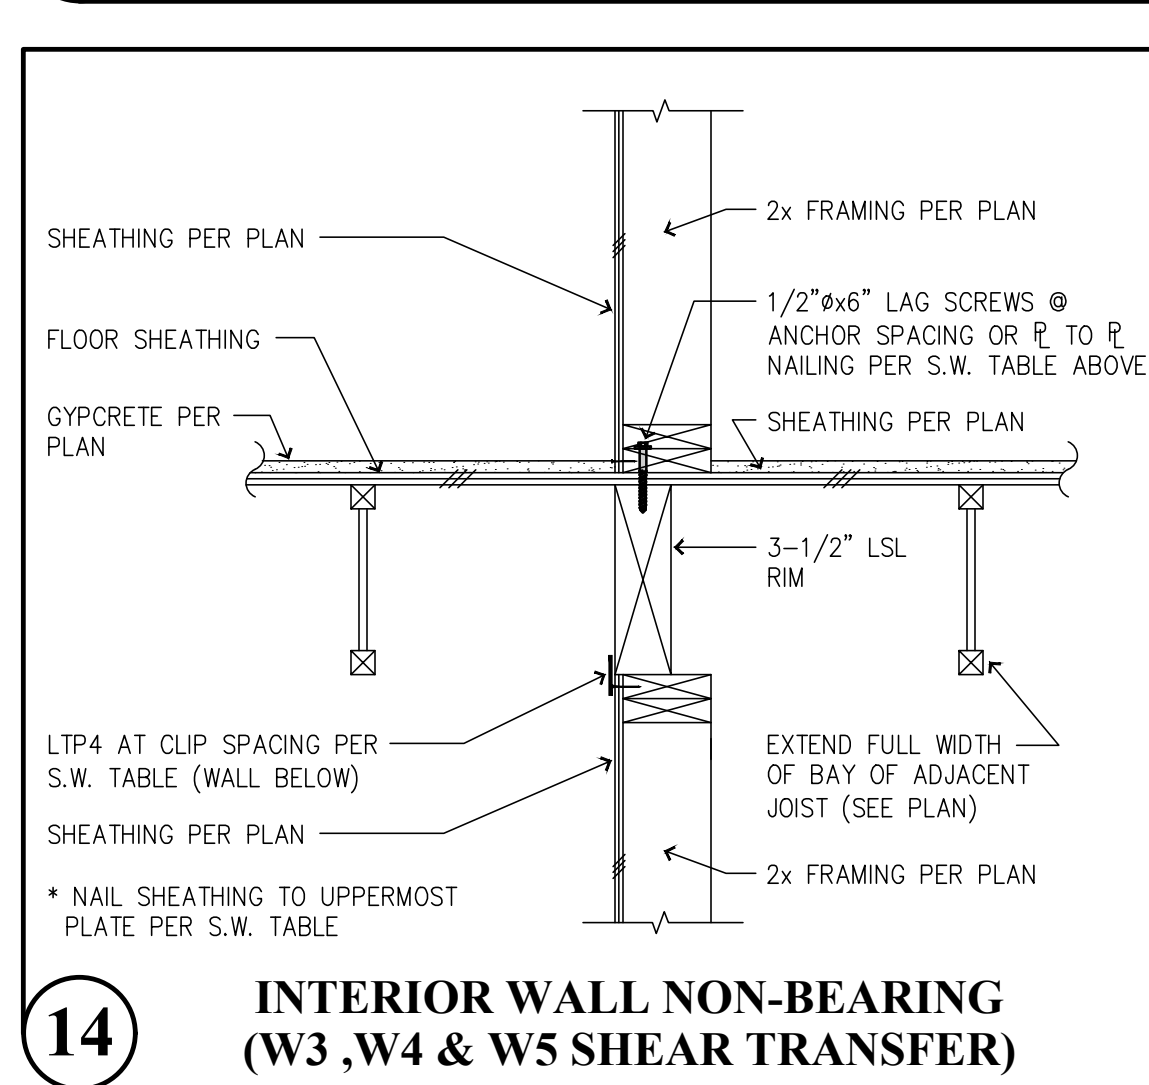 SHEATHING PER PLAN
FLOOR SHEATHING
GYPCRETE PER
PLAN
2x FRAMING PER PLAN
1/2"øx6" LAG SCREWS @
ANCHOR SPACING OR ⅊ TO ⅊
NAILING PER S.W. TABLE ABOVE
SHEATHING PER PLAN
3-1/2" LSL
RIM
LTP4 AT CLIP SPACING PER
S.W. TABLE (WALL BELOW)
SHEATHING PER PLAN
* NAIL SHEATHING TO UPPERMOST
PLATE PER S.W. TABLE
EXTEND FULL WIDTH
OF BAY OF ADJACENT
JOIST (SEE PLAN)
2x FRAMING PER PLAN
14
INTERIOR WALL NON-BEARING
(W3 ,W4 & W5 SHEAR TRANSFER)